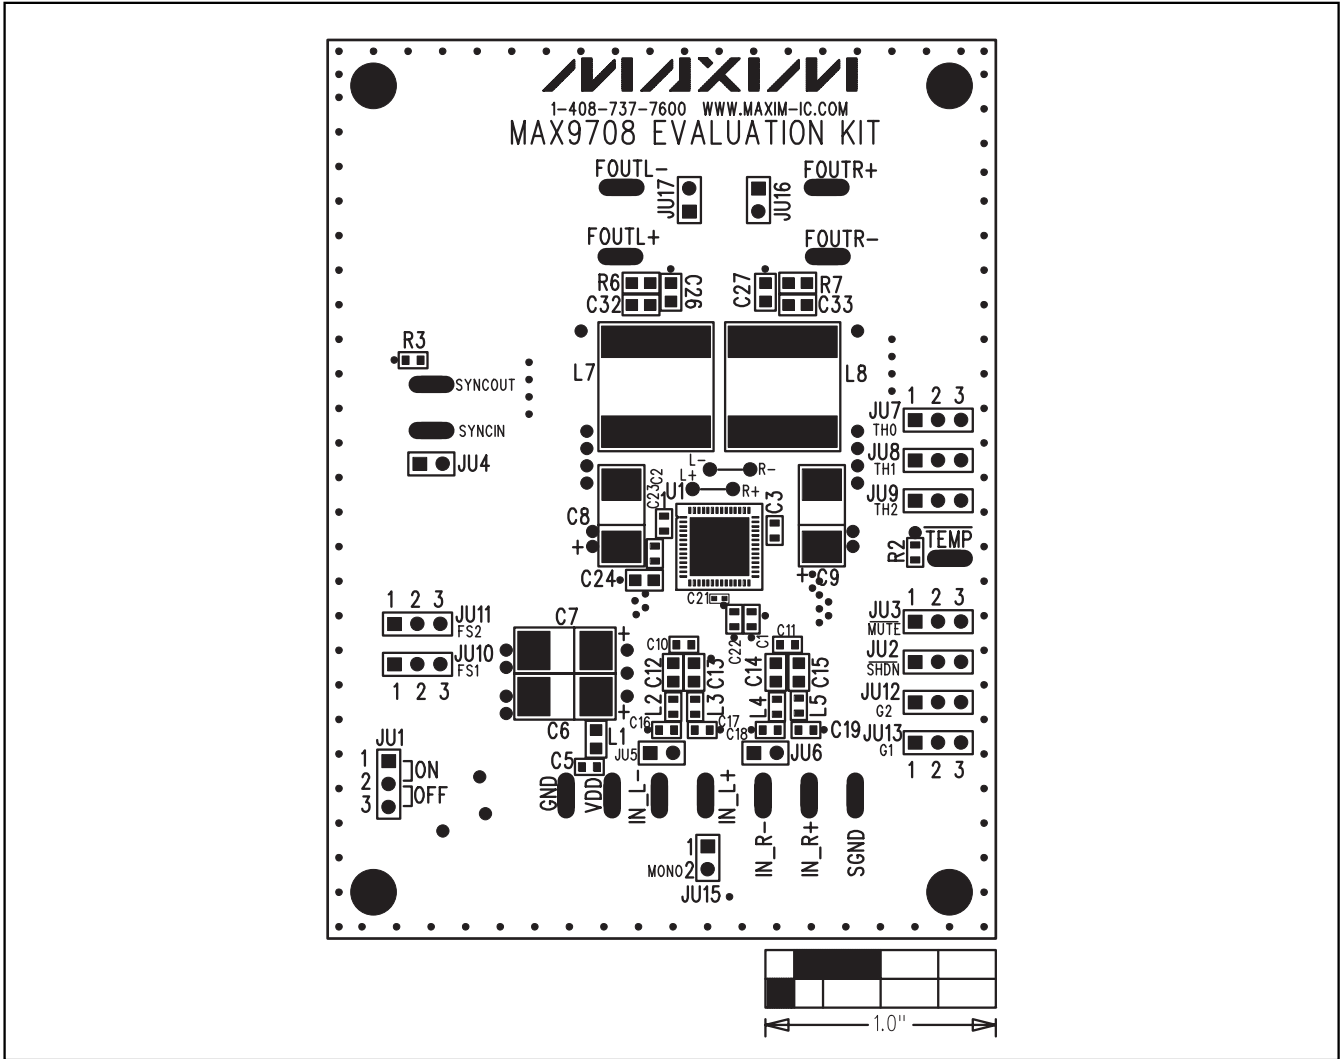 MAXIM
1-408-737-7600 WWW.MAXIM-IC.COM
MAX9708 EVALUATION KIT
FOUTL-
FOUTR+
JU17
JU16
FOUTL+
FOUTR-
R6
C26
C27
R7
C32
C33
R3
L7
L8
SYNCOUT
1 2 3
JU7
TH0
SYNCIN
JU4
JU8
TH1
L-
R-
L+
R+
JU9
TH2
C2
C23
U1
1
C3
C8
+
R2
TEMP
C24
+
C9
C21
1 2 3
JU11
FS2
C7
+
1 2 3
JU3
MUTE
C10
C22
C1
C11
JU10
FS1
1 2 3
C12
C13
C14
C15
JU2
SHDN
L2
L3
L4
L5
JU12
G2
C6
+
C16
C17
C18
C19
JU13
G1
1 2 3
JU1
1
2
3
ON
OFF
L1
JU5
JU6
C5
GND
VDD
IN_L-
IN_L+
IN_R-
IN_R+
SGND
1
MONO 2
JU15
1.0"